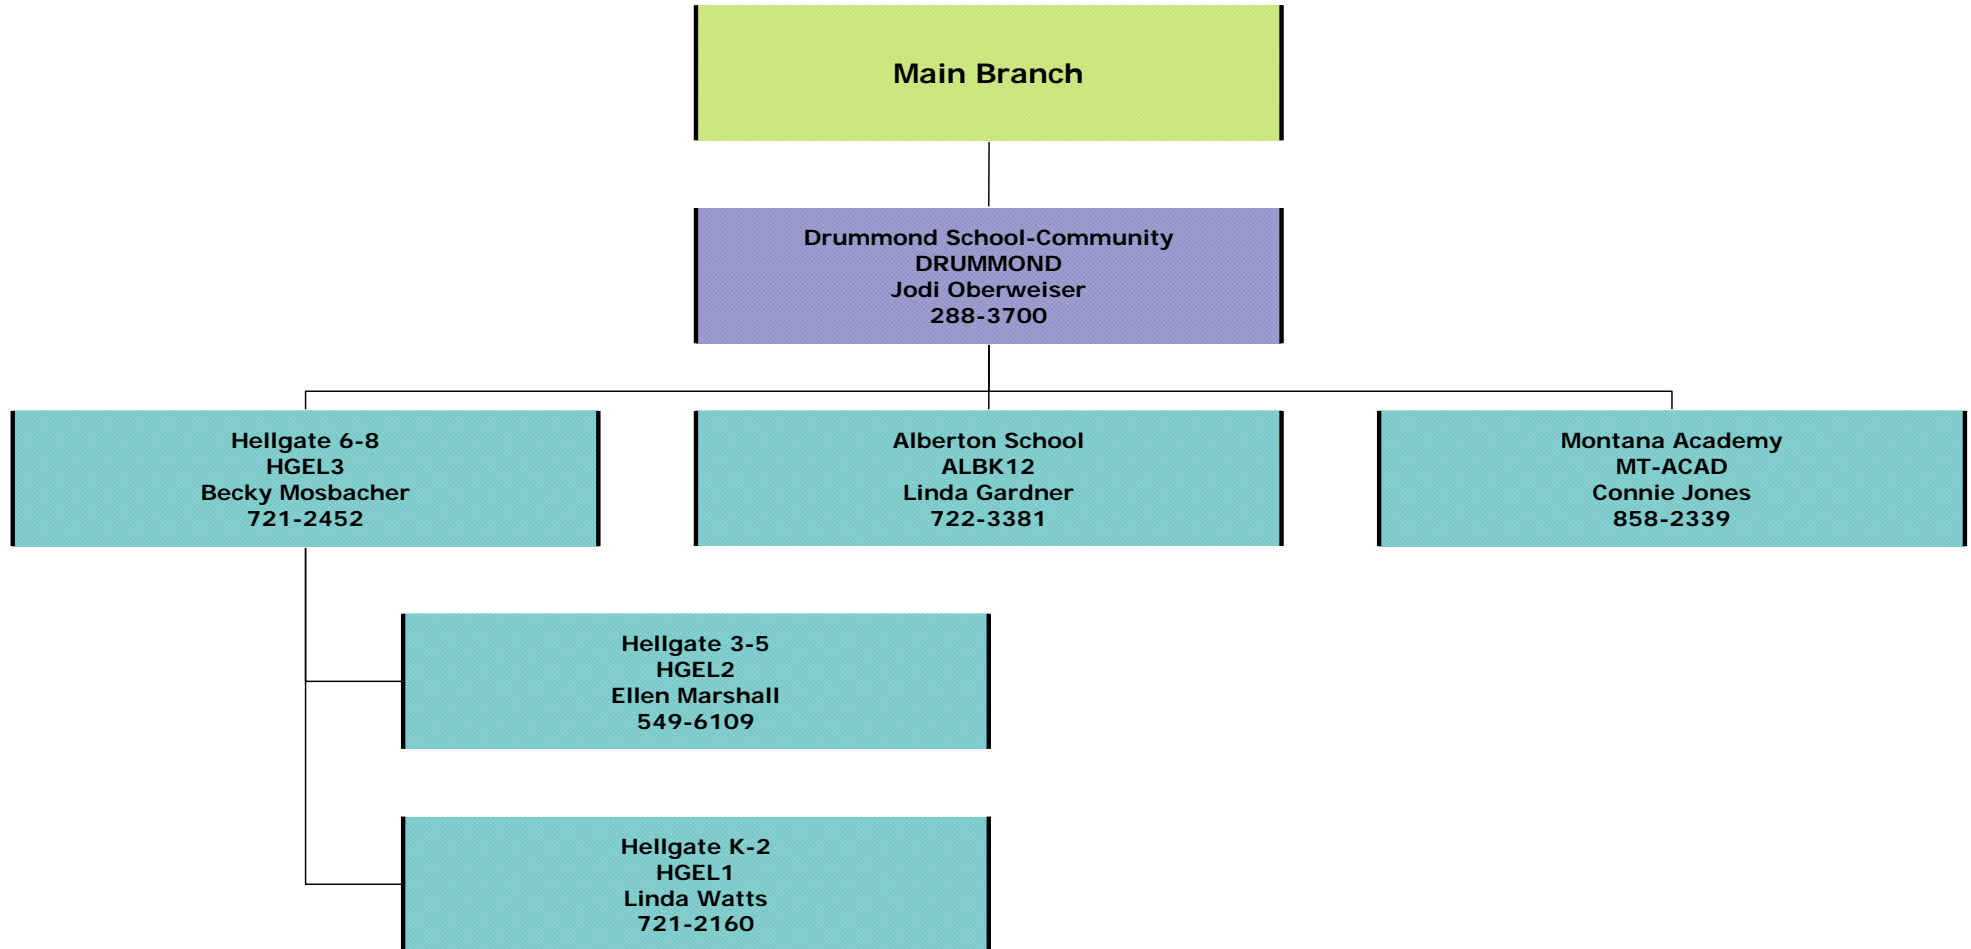 Main Branch
Drummond School-Community
DRUMMOND
Jodi Oberweiser
288-3700
Hellgate 6-8
HGEL3
Becky Mosbacher
721-2452
Alberton School
ALBK12
Linda Gardner
722-3381
Montana Academy
MT-ACAD
Connie Jones
858-2339
Hellgate 3-5
HGEL2
Ellen Marshall
549-6109
Hellgate K-2
HGEL1
Linda Watts
721-2160